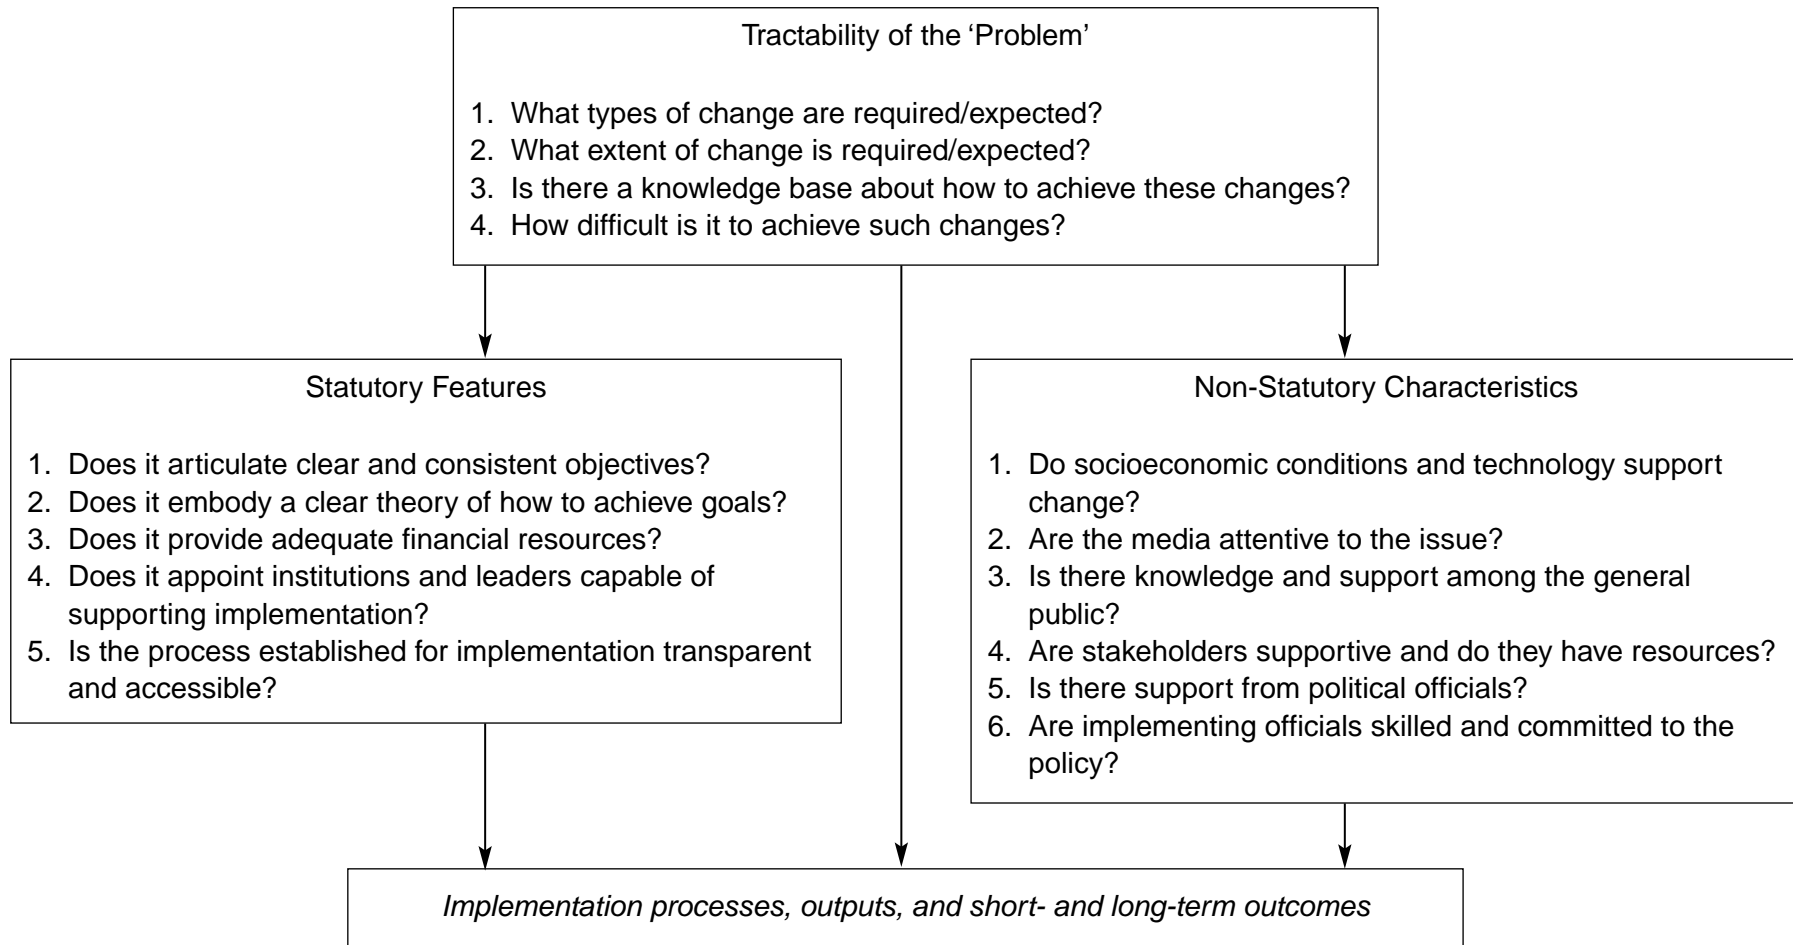 Tractability of the ‘Problem’
1. What types of change are required/expected?
2. What extent of change is required/expected?
3. Is there a knowledge base about how to achieve these changes?
4. How difficult is it to achieve such changes?
Statutory Features
1. Does it articulate clear and consistent objectives?
2. Does it embody a clear theory of how to achieve goals?
3. Does it provide adequate financial resources?
4. Does it appoint institutions and leaders capable of
supporting implementation?
5. Is the process established for implementation transparent
and accessible?
Non-Statutory Characteristics
1. Do socioeconomic conditions and technology support
change?
2. Are the media attentive to the issue?
3. Is there knowledge and support among the general
public?
4. Are stakeholders supportive and do they have resources?
5. Is there support from political officials?
6. Are implementing officials skilled and committed to the
policy?
Implementation processes, outputs, and short- and long-term outcomes